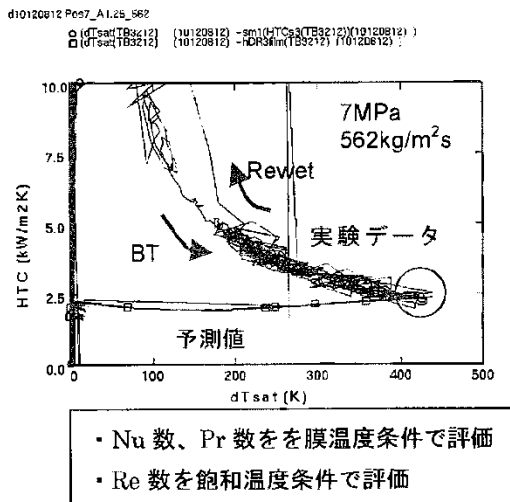 d10120812 Pos7_A1.25_562
(dTsat(TB3212) (10120812) -sm1(HTCs3(TB3212))(10120812) )
(dTsat(TB3212) (10120812) -hDR3film(TB3212) (10120812) )
10.0
7.5
5.0
2.5
0.0
HTC (kW/m2K)
7MPa
562kg/m²s
Rewet
BT
実験データ
予測値
0 100 200 300 400 500
dTsat(K)
・Nu 数、Pr 数をを膜温度条件で評価
・Re 数を飽和温度条件で評価